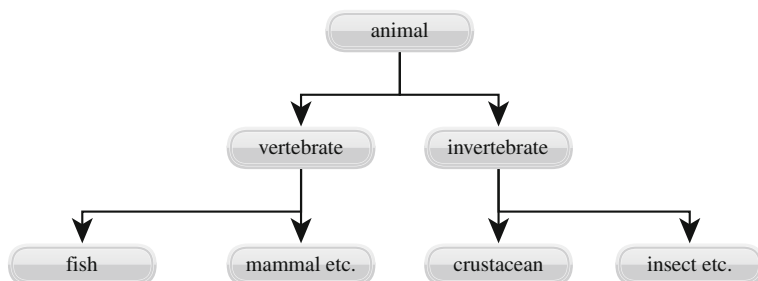 animal
vertebrate
invertebrate
fish
mammal etc.
crustacean
insect etc.